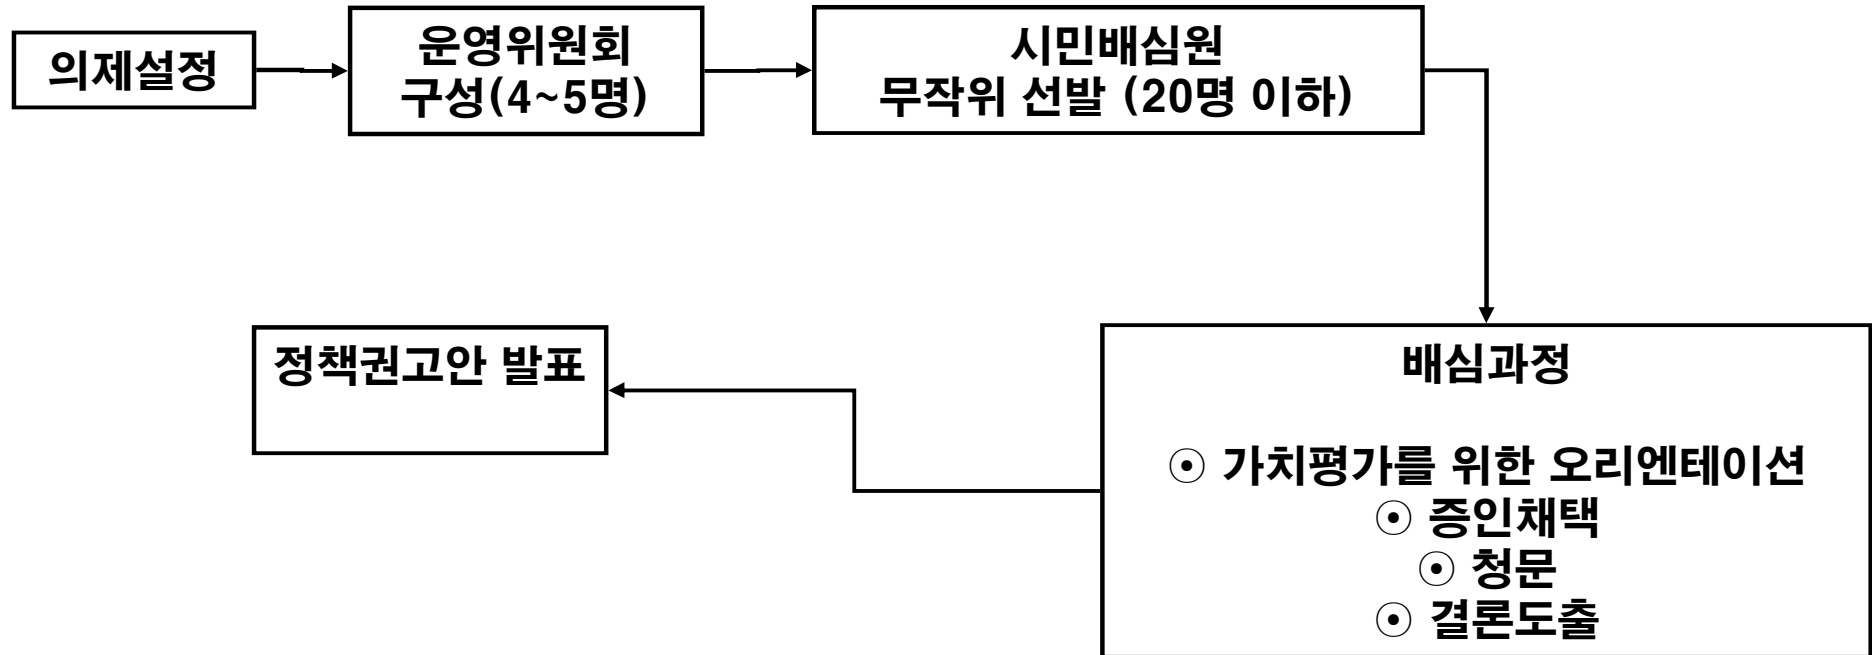 의제설정
운영위원회
구성(4~5명)
시민배심원
무작위 선발 (20명 이하)
배심과정
⊙ 가치평가를 위한 오리엔테이션
⊙ 증인채택
⊙ 청문
⊙ 결론도출
정책권고안 발표